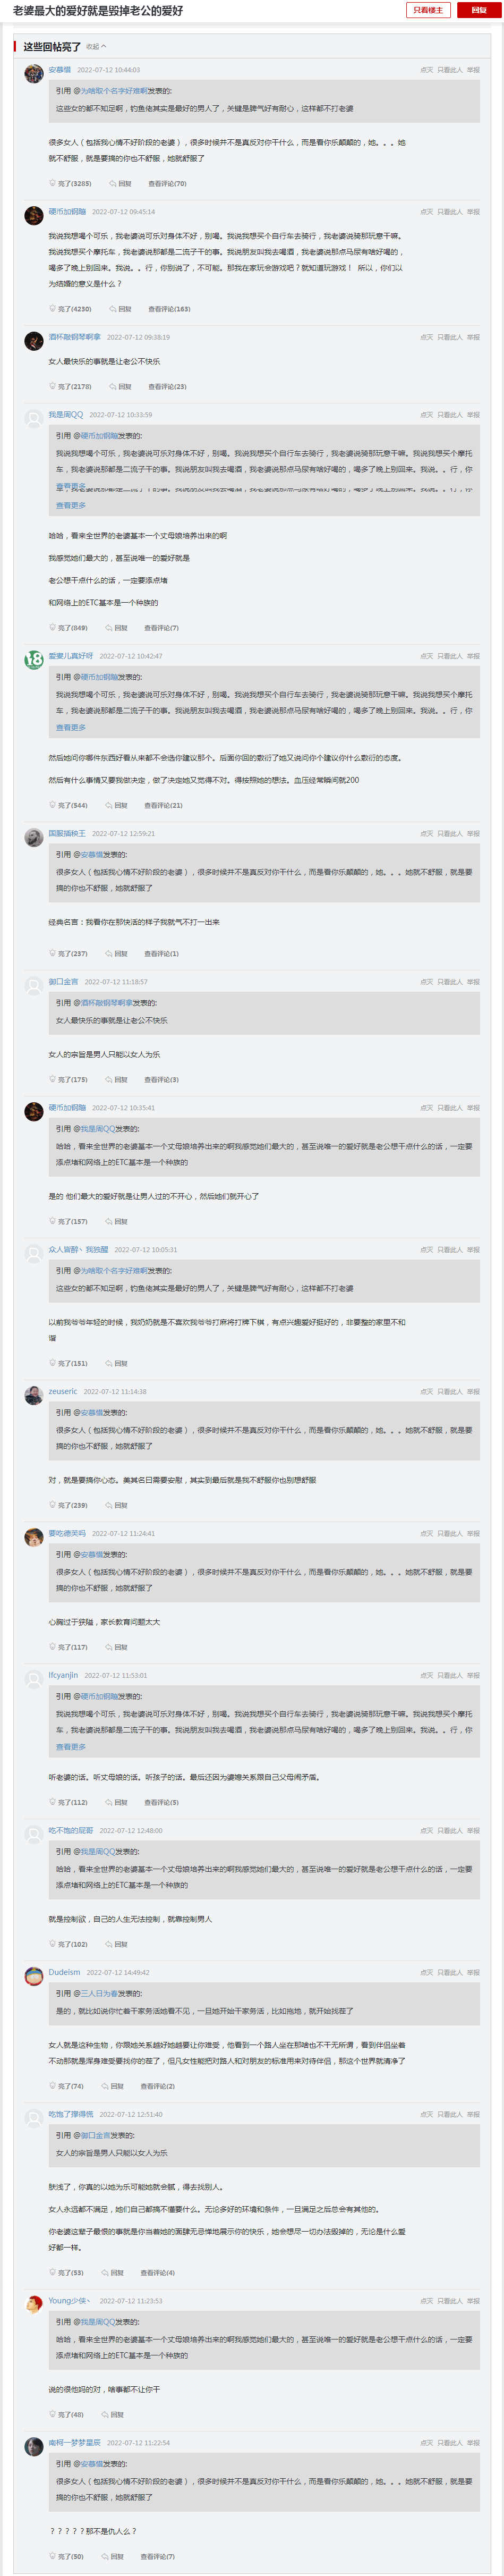 老婆最大的爱好就是毁掉老公的爱好
只看楼主
回复
这些回帖亮了 收起
安慕惜 2022-07-12 10:44:03 点灭 只看此人 举报
引用 @为啥取个名字好难啊发表的:
这些女的都不知足啊，钓鱼佬其实是最好的男人了，关键是脾气好有耐心，这样都不打老婆
很多女人（包括我心情不好阶段的老婆），很多时候并不是真反对你干什么，而是看你乐颠颠的，她。。。她
就不舒服，就是要搞的你也不舒服，她就舒服了
亮了(3285) 回复 查看评论(70)
硬币加钢镚 2022-07-12 09:45:14 点灭 只看此人 举报
我说我想喝个可乐，我老婆说可乐对身体不好，别喝。我说我想买个自行车去骑行，我老婆说骑那玩意干嘛。
我说我想买个摩托车，我老婆说那都是二流子干的事。我说朋友叫我去喝酒，我老婆说那点马尿有啥好喝的，
喝多了晚上别回来。我说。。行，你别说了，不可能。那我在家玩会游戏吧？就知道玩游戏！ 所以，你们以
为结婚的意义是什么？
亮了(4230) 回复 查看评论(165)
酒杯敲钢琴啊拿 2022-07-12 09:38:19 点灭 只看此人 举报
女人最快乐的事就是让老公不快乐
亮了(2178) 回复 查看评论(23)
我是周QQ 2022-07-12 10:33:59 点灭 只看此人 举报
引用 @硬币加钢镚发表的:
我说我想喝个可乐，我老婆说可乐对身体不好，别喝。我说我想买个自行车去骑行，我老婆说骑那玩意干嘛。我说我想买个摩托
车，我老婆说那都是二流子干的事。我说朋友叫我去喝酒，我老婆说那点马尿有啥好喝的，喝多了晚上别回来。我说。。行，你
查看更多
查看更多
哈哈，看来全世界的老婆基本一个丈母娘培养出来的啊
我感觉她们最大的，甚至说唯一的爱好就是
老公想干点什么的话，一定要添点堵
和网络上的ETC基本是一个种族的
亮了(849) 回复 查看评论(7)
爱妻儿真好呀 2022-07-12 10:42:47 点灭 只看此人 举报
引用 @硬币加钢镚发表的:
我说我想喝个可乐，我老婆说可乐对身体不好，别喝。我说我想买个自行车去骑行，我老婆说骑那玩意干嘛。我说我想买个摩托
车，我老婆说那都是二流子干的事。我说朋友叫我去喝酒，我老婆说那点马尿有啥好喝的，喝多了晚上别回来。我说。。行，你
查看更多
然后她问你哪件东西好看从来都不会选你建议那个。后面你回的敷衍了她又说问你个建议你什么敷衍的态度。
然后有什么事情又要我做决定，做了决定她又觉得不对。得按照她的想法。血压经常瞬间就200
亮了(544) 回复 查看评论(21)
国服插秧王 2022-07-12 12:59:21 点灭 只看此人 举报
引用 @安慕惜发表的:
很多女人（包括我心情不好阶段的老婆），很多时候并不是真反对你干什么，而是看你乐颠颠的，她。。。她就不舒服，就是要
搞的你也不舒服，她就舒服了
经典名言：我看你在那快活的样子我就气不打一出来
亮了(237) 回复 查看评论(1)
御口金言 2022-07-12 11:18:57 点灭 只看此人 举报
引用 @酒杯敲钢琴啊拿发表的:
女人最快乐的事就是让老公不快乐
女人的宗旨是男人只能以女人为乐
亮了(175) 回复 查看评论(3)
硬币加钢镚 2022-07-12 10:35:41 点灭 只看此人 举报
引用 @我是周QQ发表的:
哈哈，看来全世界的老婆基本一个丈母娘培养出来的啊我感觉她们最大的，甚至说唯一的爱好就是老公想干点什么的话，一定要
添点堵和网络上的ETC基本是一个种族的
是的 他们最大的爱好就是让男人过的不开心，然后她们就开心了
亮了(157) 回复
众人皆醉丶我独醒 2022-07-12 10:05:31 点灭 只看此人 举报
引用 @为啥取个名字好难啊发表的:
这些女的都不知足啊，钓鱼佬其实是最好的男人了，关键是脾气好有耐心，这样都不打老婆
以前我爷爷年轻的时候，我奶奶就是不喜欢我爷爷打麻将打牌下棋，有点兴趣爱好挺好的，非要整的家里不和
谐
亮了(151) 回复
zeuseric 2022-07-12 11:14:38 点灭 只看此人 举报
引用 @安慕惜发表的:
很多女人（包括我心情不好阶段的老婆），很多时候并不是真反对你干什么，而是看你乐颠颠的，她。。。她就不舒服，就是要
搞的你也不舒服，她就舒服了
对，就是要搞你心态。美其名曰需要安慰，其实到最后就是我不舒服你也别想舒服
亮了(239) 回复
要吃德芙吗 2022-07-12 11:24:41 点灭 只看此人 举报
引用 @安慕惜发表的:
很多女人（包括我心情不好阶段的老婆），很多时候并不是真反对你干什么，而是看你乐颠颠的，她。。。她就不舒服，就是要
搞的你也不舒服，她就舒服了
心胸过于狭隘，家长教育问题太大
亮了(117) 回复
lfcyanjin 2022-07-12 11:53:01 点灭 只看此人 举报
引用 @硬币加钢镚发表的:
我说我想喝个可乐，我老婆说可乐对身体不好，别喝。我说我想买个自行车去骑行，我老婆说骑那玩意干嘛。我说我想买个摩托
车，我老婆说那都是二流子干的事。我说朋友叫我去喝酒，我老婆说那点马尿有啥好喝的，喝多了晚上别回来。我说。。行，你
查看更多
听老婆的话。听丈母娘的话。听孩子的话。最后还因为婆媳关系跟自己父母闹矛盾。
亮了(112) 回复 查看评论(5)
吃不饱的屁哥 2022-07-12 12:48:00 点灭 只看此人 举报
引用 @我是周QQ发表的:
哈哈，看来全世界的老婆基本一个丈母娘培养出来的啊我感觉她们最大的，甚至说唯一的爱好就是老公想干点什么的话，一定要
添点堵和网络上的ETC基本是一个种族的
就是控制欲，自己的人生无法控制，就靠控制男人
亮了(102) 回复
Dudeism 2022-07-12 14:49:42 点灭 只看此人 举报
引用 @三人日为春发表的:
是的，就比如说你忙着干家务活她看不见，一旦她开始干家务活，比如拖地，就开始找茬了
女人就是这种生物，你跟她关系越好她越要让你难受，他看到一个路人坐在那啥也不干无所谓，看到伴侣坐着
不动那就是浑身难受要找你的茬了，但凡女性能把对路人和对朋友的标准用来对待伴侣，那这个世界就清净了
亮了(74) 回复 查看评论(2)
吃饱了撑得慌 2022-07-12 12:51:40 点灭 只看此人 举报
引用 @御口金言发表的:
女人的宗旨是男人只能以女人为乐
肤浅了，你真的以她为乐可能她就会腻，得去找别人。
女人永远都不满足，她们自己都搞不懂要什么。无论多好的环境和条件，一旦满足之后总会有其他的。
你老婆这辈子最恨的事就是你当着她的面肆无忌惮地展示你的快乐，她会想尽一切办法毁掉的，无论是什么爱
好都一样。
亮了(53) 回复 查看评论(4)
Young少侠丶 2022-07-12 11:23:53 点灭 只看此人 举报
引用 @我是周QQ发表的:
哈哈，看来全世界的老婆基本一个丈母娘培养出来的啊我感觉她们最大的，甚至说唯一的爱好就是老公想干点什么的话，一定要
添点堵和网络上的ETC基本是一个种族的
说的很他妈的对，啥事都不让你干
亮了(48) 回复
南柯一梦梦星辰 2022-07-12 11:22:54 点灭 只看此人 举报
引用 @安慕惜发表的:
很多女人（包括我心情不好阶段的老婆），很多时候并不是真反对你干什么，而是看你乐颠颠的，她。。。她就不舒服，就是要
搞的你也不舒服，她就舒服了
？？？？？那不是仇人么？
亮了(50) 回复 查看评论(7)